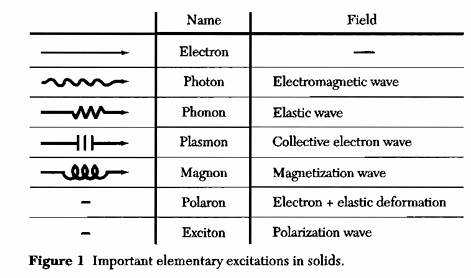 Name Field
Electron —
Photon Electromagnetic wave
Phonon Elastic wave
Plasmon Collective electron wave
Magnon Magnetization wave
– Polaron Electron + elastic deformation
– Exciton Polarization wave
Figure 1 Important elementary excitations in solids.